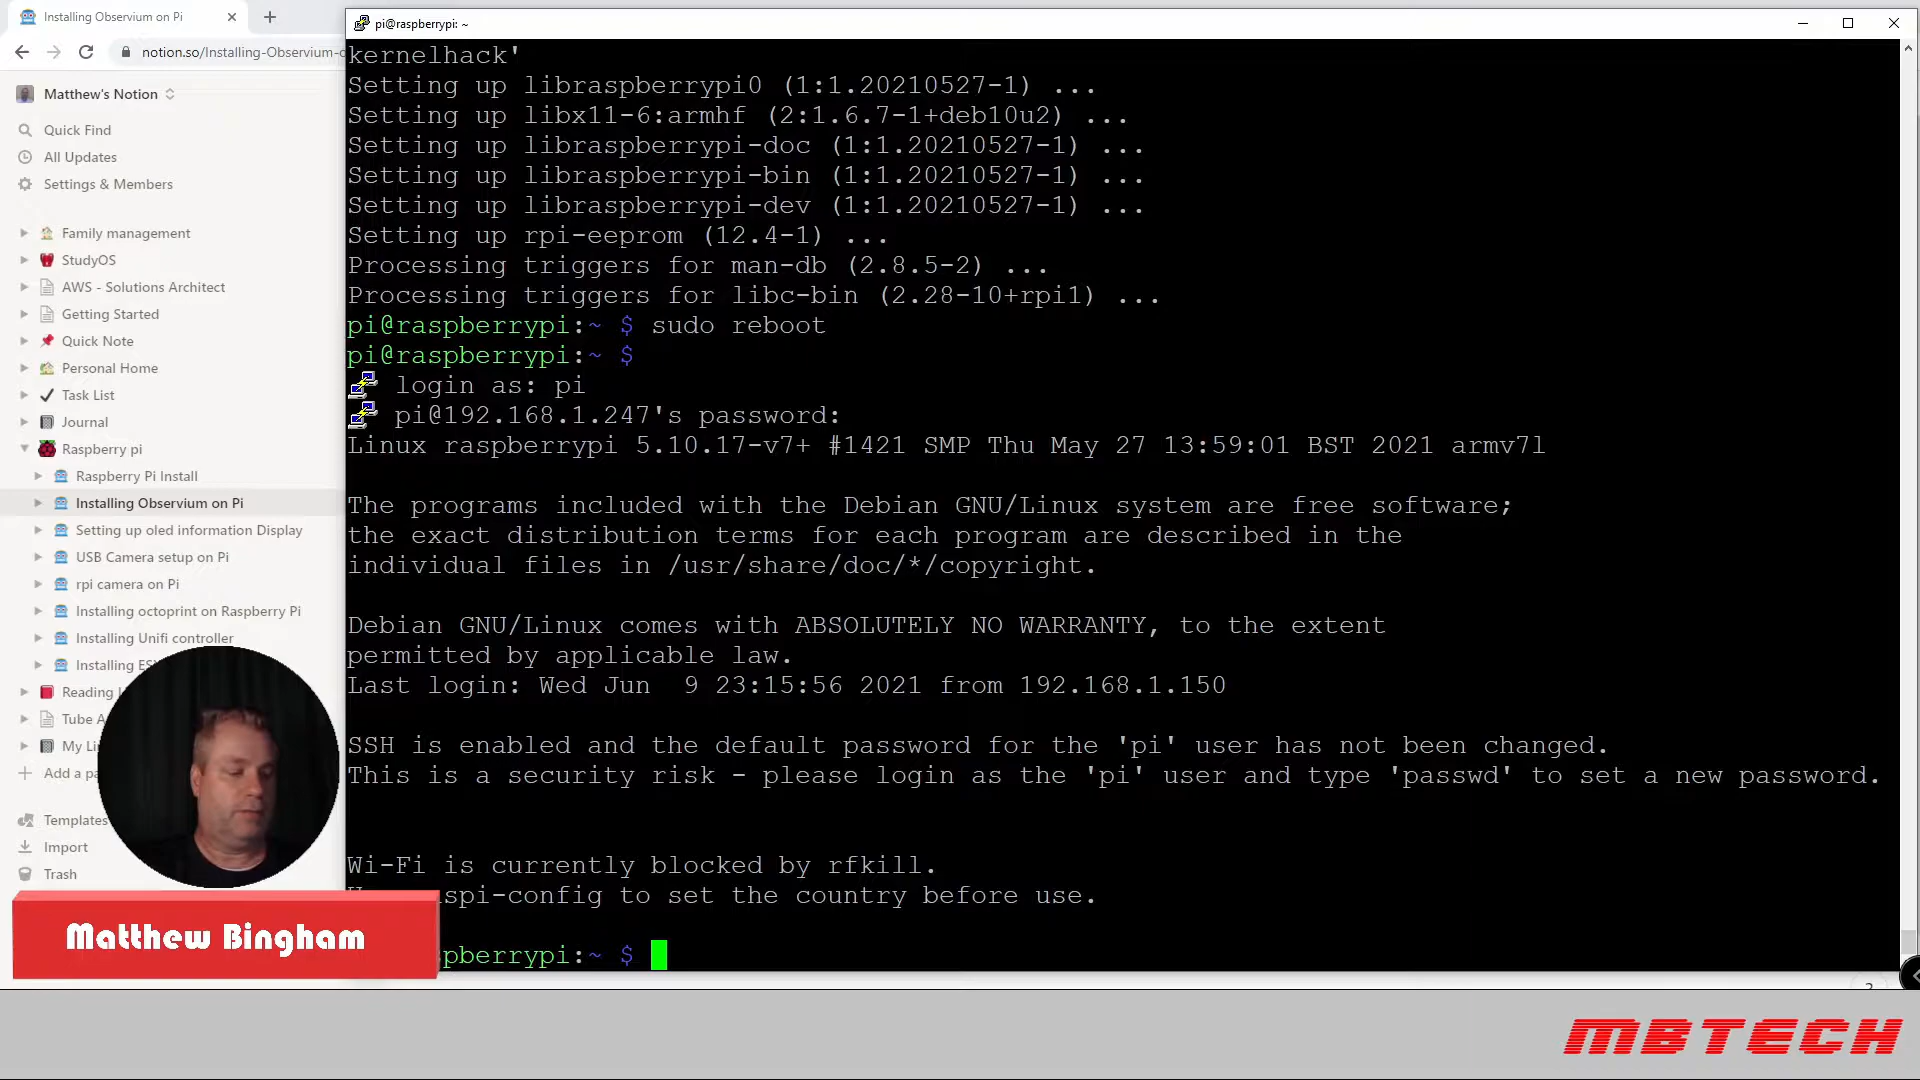 Installing Observium on Pi
notion.so/Installing-Observium-o
Matthew's Notion
Quick Find
All Updates
Settings & Members
Family management
StudyOS
AWS - Solutions Architect
Getting Started
Quick Note
Personal Home
Task List
Journal
Raspberry pi
Raspberry Pi Install
Installing Observium on Pi
Setting up oled information Display
USB Camera setup on Pi
rpi camera on Pi
Installing octoprint on Raspberry Pi
Installing Unifi controller
Installing ES
Reading L
Tube A
My Li
Add a pa
Templates
Import
Trash
pi@raspberrypi: ~
kernelhack'
Setting up libraspberrypi0 (1:1.20210527-1) ...
Setting up libx11-6:armhf (2:1.6.7-1+deb10u2) ...
Setting up libraspberrypi-doc (1:1.20210527-1) ...
Setting up libraspberrypi-bin (1:1.20210527-1) ...
Setting up libraspberrypi-dev (1:1.20210527-1) ...
Setting up rpi-eeprom (12.4-1) ...
Processing triggers for man-db (2.8.5-2) ...
Processing triggers for libc-bin (2.28-10+rpi1) ...
pi@raspberrypi:~ $ sudo reboot
pi@raspberrypi:~ $
login as: pi
pi@192.168.1.247's password:
Linux raspberrypi 5.10.17-v7+ #1421 SMP Thu May 27 13:59:01 BST 2021 armv7l
The programs included with the Debian GNU/Linux system are free software;
the exact distribution terms for each program are described in the
individual files in /usr/share/doc/*/copyright.
Debian GNU/Linux comes with ABSOLUTELY NO WARRANTY, to the extent
permitted by applicable law.
Last login: Wed Jun  9 23:15:56 2021 from 192.168.1.150
SSH is enabled and the default password for the 'pi' user has not been changed.
This is a security risk - please login as the 'pi' user and type 'passwd' to set a new password.
Wi-Fi is currently blocked by rfkill.
spi-config to set the country before use.
spberrypi:~ $
Matthew Bingham
MBTECH